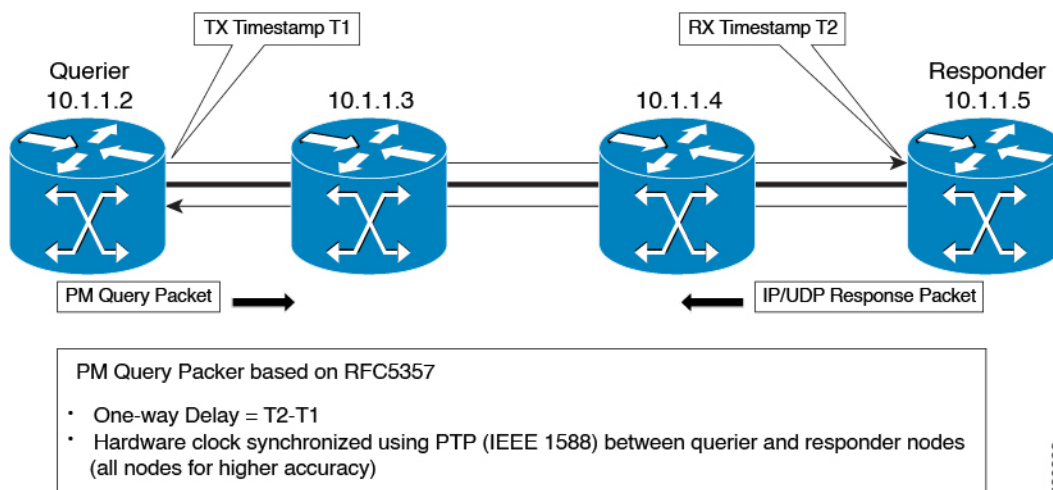 TX Timestamp T1
RX Timestamp T2
Querier
10.1.1.2
10.1.1.3
10.1.1.4
Responder
10.1.1.5
PM Query Packet
IP/UDP Response Packet
PM Query Packer based on RFC5357
· One-way Delay = T2-T1
· Hardware clock synchronized using PTP (IEEE 1588) between querier and responder nodes
(all nodes for higher accuracy)